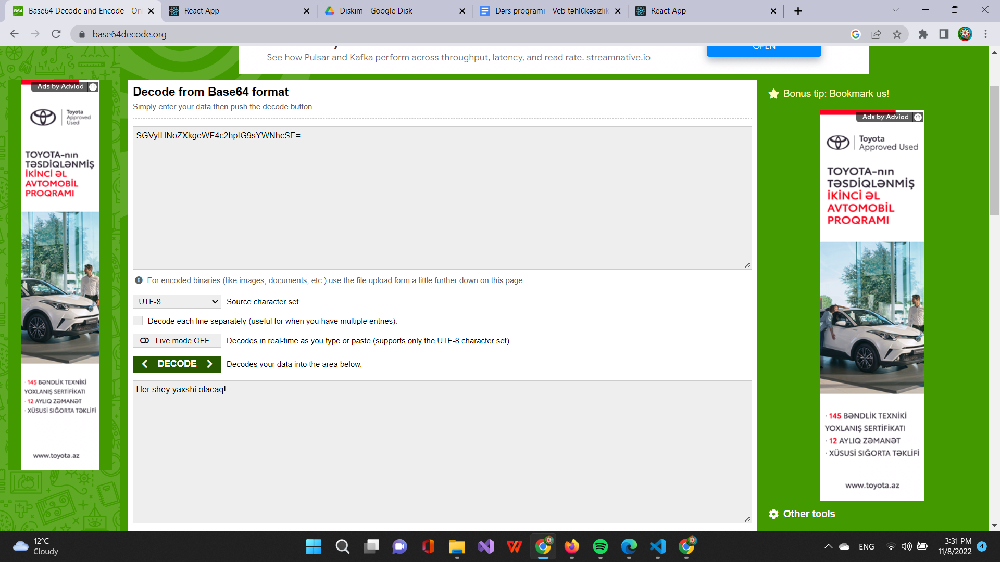 Base64 Decode and Encode - On
React App
Diskim - Google Disk
Dərs proqramı - Veb təhlükəsizlik
React App
base64decode.org
See how Pulsar and Kafka perform across throughput, latency, and read rate. streamnative.io
OPEN
Ads by Adviad
Toyota
Approved
Used
TOYOTA-nın
TƏSDİQLƏNMİŞ
İKİNCİ ƏL
AVTOMOBİL
PROQRAMI
· 145 BƏNDLİK TEXNİKİ
YOXLANIŞ SERTİFİKATI
· 12 AYLIQ ZƏMANƏT
· XÜSUSİ SIĞORTA TƏKLİFİ
www.toyota.az
Decode from Base64 format
Simply enter your data then push the decode button.
SGVyIHNoZXkgeWF4c2hpIG9sYWNhcSE=
For encoded binaries (like images, documents, etc.) use the file upload form a little further down on this page.
UTF-8
Source character set.
Decode each line separately (useful for when you have multiple entries).
Live mode OFF
Decodes in real-time as you type or paste (supports only the UTF-8 character set).
DECODE
Decodes your data into the area below.
Her shey yaxshi olacaq!
Bonus tip: Bookmark us!
Ads by Adviad
Toyota
Approved Used
TOYOTA-nın
TƏSDİQLƏNMİŞ
İKİNCİ ƏL
AVTOMOBİL
PROQRAMI
· 145 BƏNDLİK TEXNİKİ
YOXLANIŞ SERTİFİKATI
· 12 AYLIQ ZƏMANƏT
· XÜSUSİ SIĞORTA TƏKLİFİ
www.toyota.az
Other tools
12°C
Cloudy
ENG
3:31 PM
11/8/2022
4